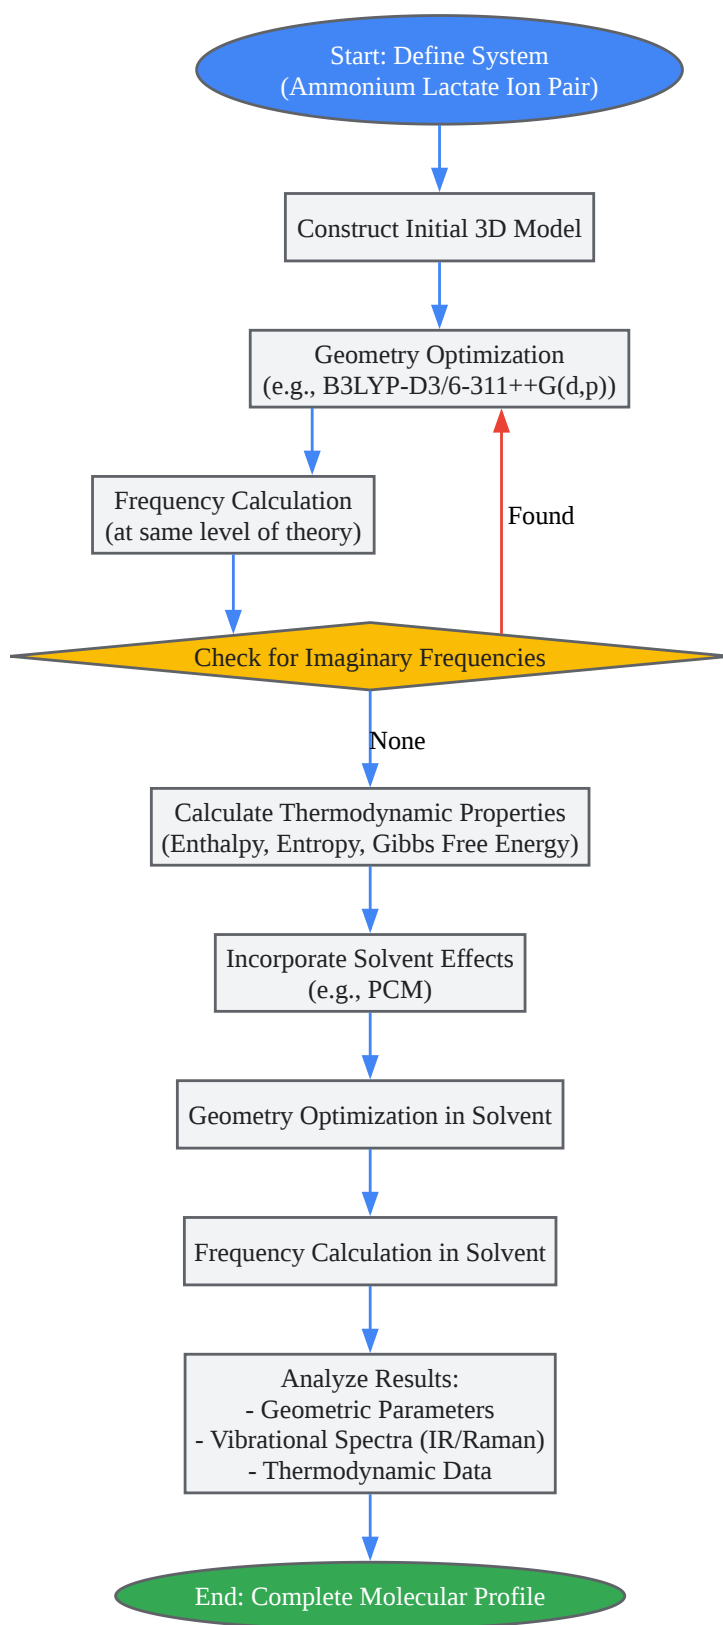 Start: Define System
(Ammonium Lactate Ion Pair)
Construct Initial 3D Model
Geometry Optimization
(e.g., B3LYP-D3/6-311++G(d,p))
Frequency Calculation
(at same level of theory)
Found
Check for Imaginary Frequencies
None
Calculate Thermodynamic Properties
(Enthalpy, Entropy, Gibbs Free Energy)
Incorporate Solvent Effects
(e.g., PCM)
Geometry Optimization in Solvent
Frequency Calculation in Solvent
Analyze Results:
- Geometric Parameters
- Vibrational Spectra (IR/Raman)
- Thermodynamic Data
End: Complete Molecular Profile